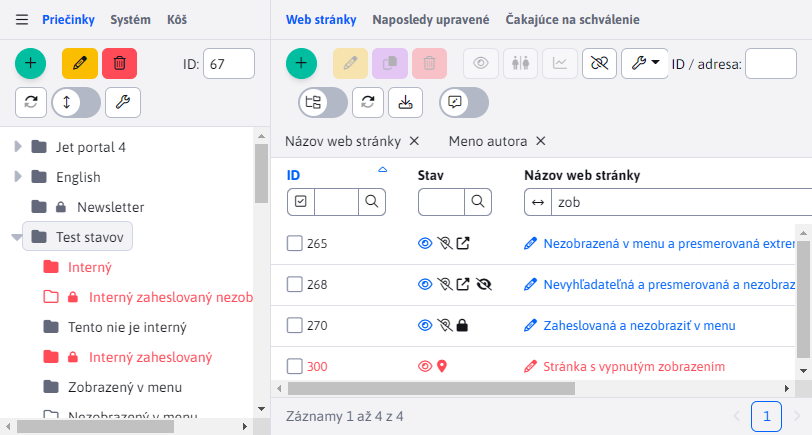 Priečinky Systém Kôš
ID: 67
Jet portal 4
English
Newsletter
Test stavov
Interný
Interný zaheslovaný nezob
Tento nie je interný
Interný zaheslovaný
Zobrazený v menu
Nezobrazený v menu
Web stránky Naposledy upravené Čakajúce na schválenie
ID / adresa:
Názov web stránky × Meno autora ×
ID Stav Názov web stránky
zob
265 Nezobrazená v menu a presmerovaná extren
268 Nevyhľadateľná a presmerovaná a nezobraz
270 Zaheslovaná a nezobraziť v menu
300 Stránka s vypnutým zobrazením
Záznamy 1 až 4 z 4
1